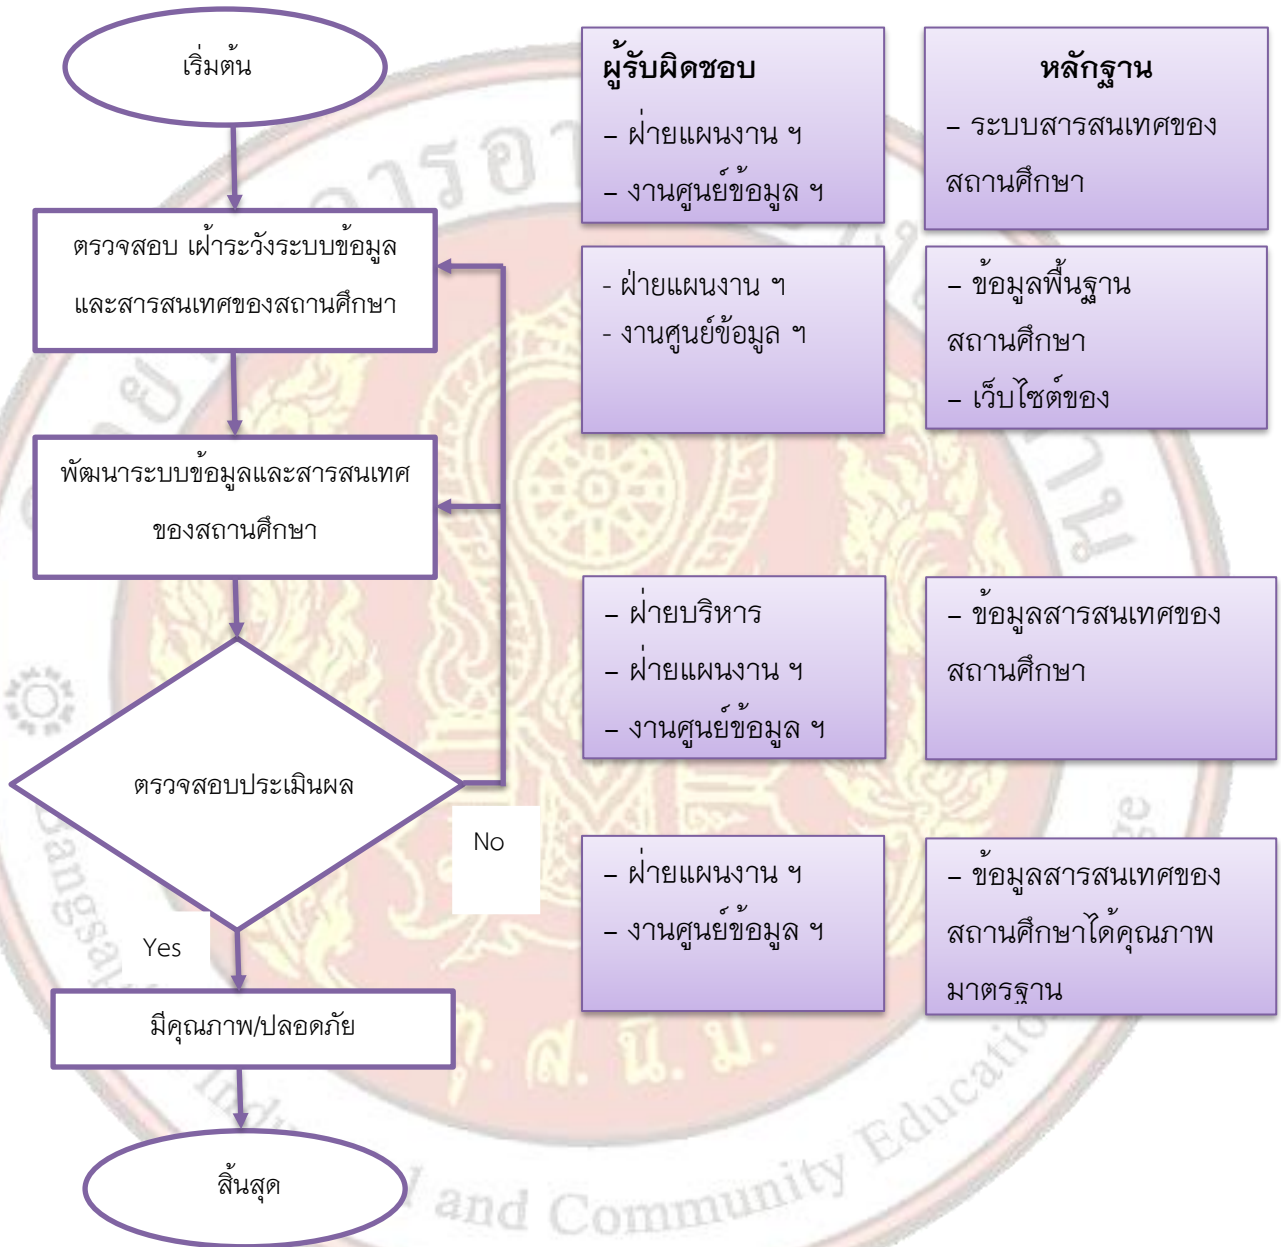 เริ่มต้น
ตรวจสอบ เฝ้าระวังระบบข้อมูล
และสารสนเทศของสถานศึกษา
พัฒนาระบบข้อมูลและสารสนเทศ
ของสถานศึกษา
ตรวจสอบประเมินผล
No
Yes
มีคุณภาพ/ปลอดภัย
สิ้นสุด
ผู้รับผิดชอบ
– ฝ่ายแผนงาน ฯ
– งานศูนย์ข้อมูล ฯ
หลักฐาน
– ระบบสารสนเทศของ
สถานศึกษา
- ฝ่ายแผนงาน ฯ
- งานศูนย์ข้อมูล ฯ
– ข้อมูลพื้นฐาน
สถานศึกษา
– เว็บไซต์ของ
– ฝ่ายบริหาร
– ฝ่ายแผนงาน ฯ
– งานศูนย์ข้อมูล ฯ
– ข้อมูลสารสนเทศของ
สถานศึกษา
– ฝ่ายแผนงาน ฯ
– งานศูนย์ข้อมูล ฯ
– ข้อมูลสารสนเทศของ
สถานศึกษาได้คุณภาพ
มาตรฐาน
ทุ. ส. นิ. ม.
and Community